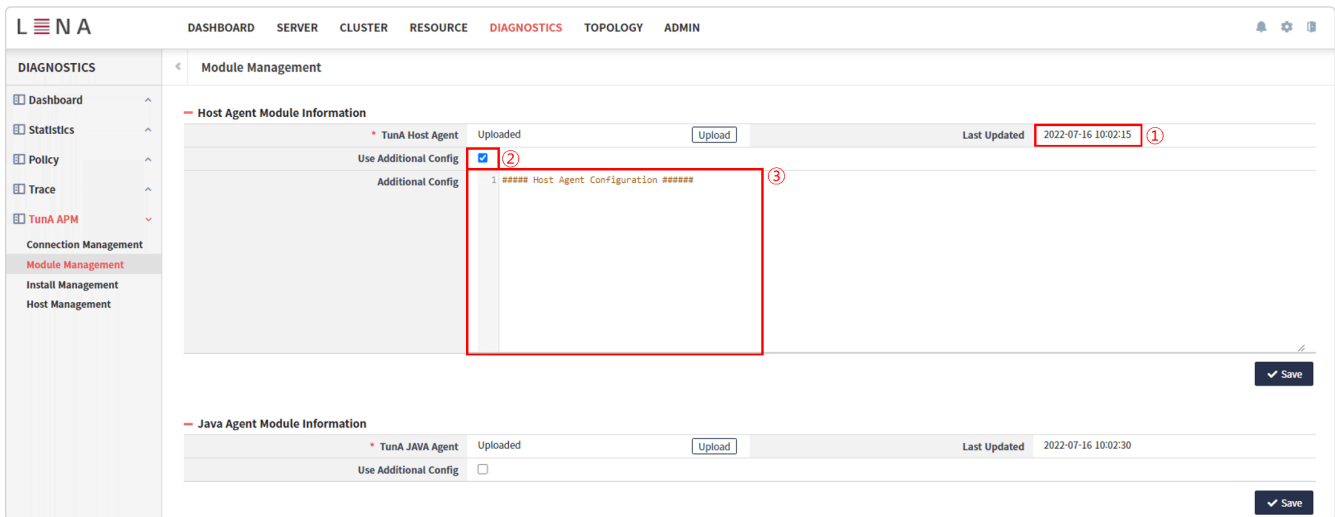 LENA
DASHBOARD SERVER CLUSTER RESOURCE DIAGNOSTICS TOPOLOGY ADMIN
DIAGNOSTICS
Dashboard
Statistics
Policy
Trace
TunA APM
Connection Management
Module Management
Install Management
Host Management
Module Management
Host Agent Module Information
* TunA Host Agent Uploaded Upload Last Updated 2022-07-16 10:02:15 ①
Use Additional Config ②
Additional Config 1 ##### Host Agent Configuration ###### ③
Save
Java Agent Module Information
* TunA JAVA Agent Uploaded Upload Last Updated 2022-07-16 10:02:30
Use Additional Config
Save